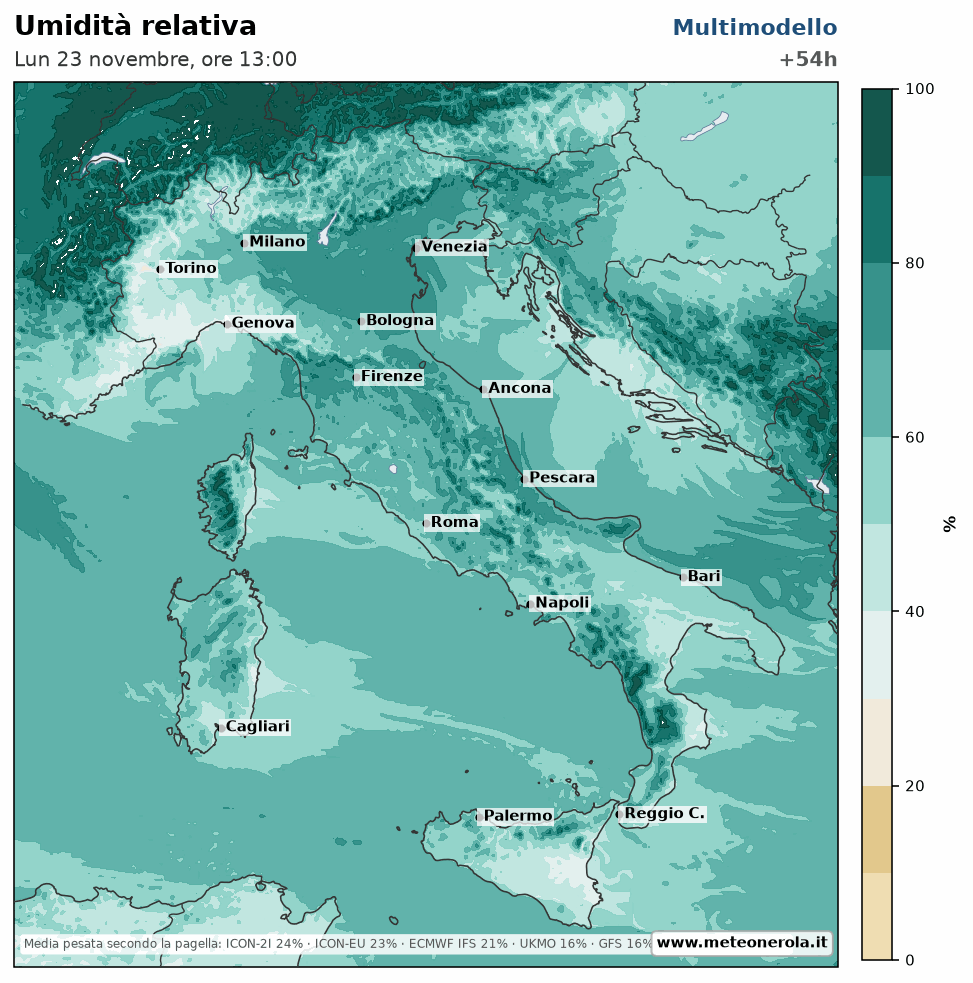 Umidità relativa
Multimodello
Lun 23 novembre, ore 13:00
+54h
100
80
60
40
20
0
%
Milano
Venezia
Torino
Genova
Bologna
Firenze
Ancona
Pescara
Roma
Bari
Napoli
Cagliari
Palermo
Reggio C.
Media pesata secondo la pagella: ICON-2I 24% · ICON-EU 23% · ECMWF IFS 21% · UKMO 16% · GFS 16%
www.meteonerola.it